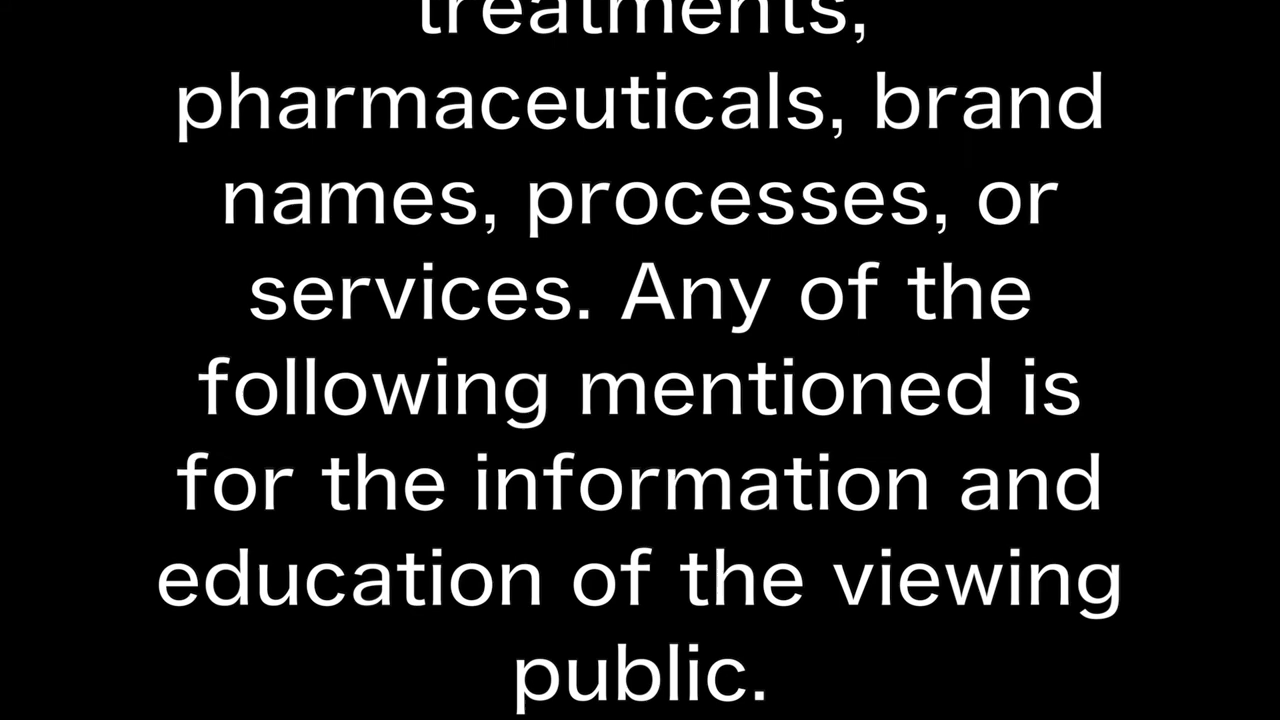 treatments,
pharmaceuticals, brand
names, processes, or
services. Any of the
following mentioned is
for the information and
education of the viewing
public.